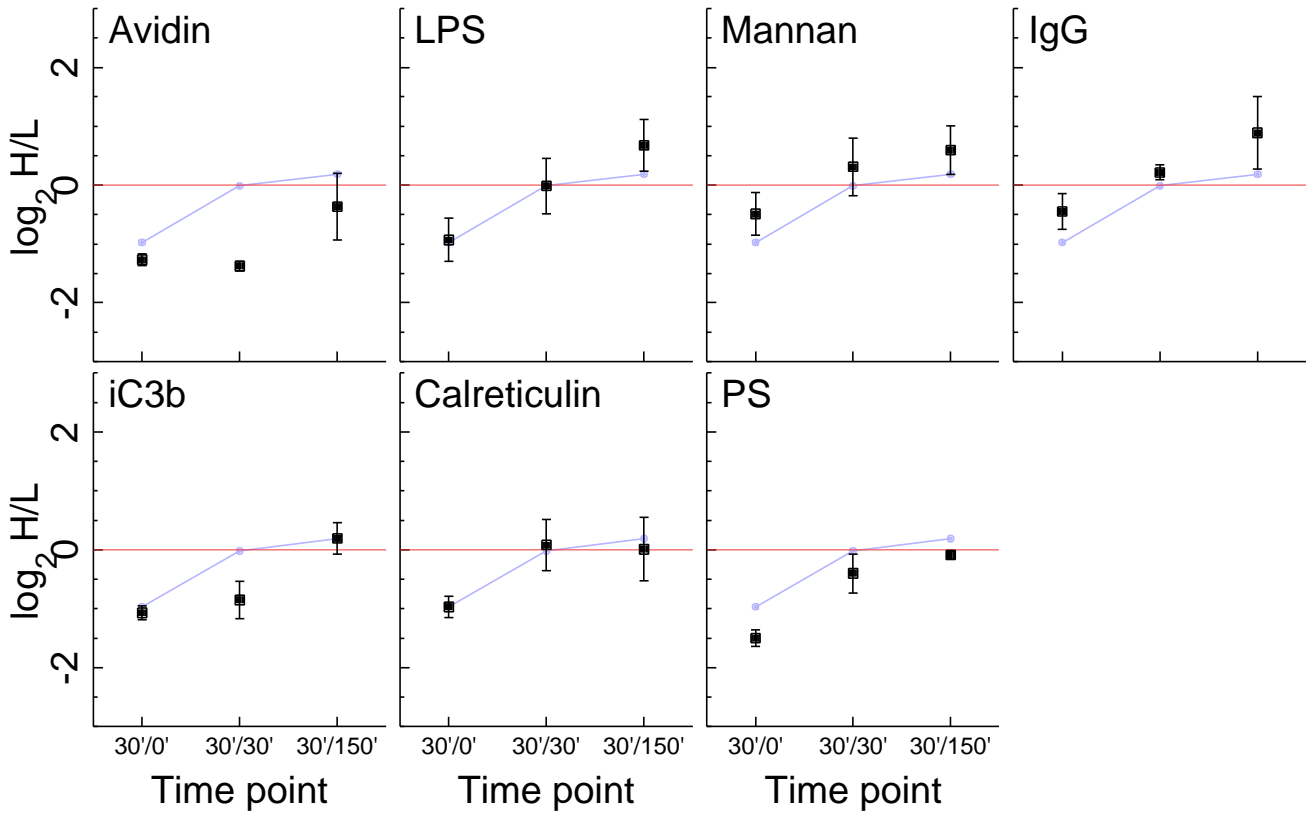 Avidin
LPS
Mannan
IgG
log₂ H/L
2
0
-2
iC3b
Calreticulin
PS
log₂ H/L
2
0
-2
30'/0' 30'/30' 30'/150'
30'/0' 30'/30' 30'/150'
30'/0' 30'/30' 30'/150'
Time point
Time point
Time point